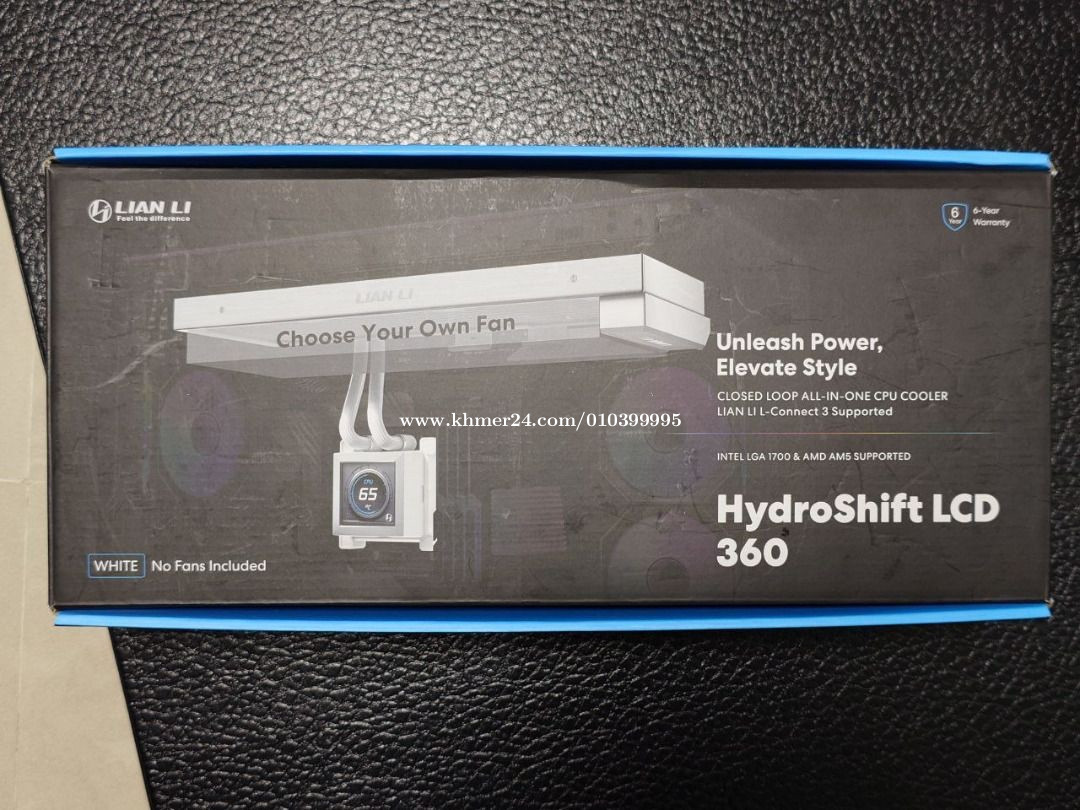 LIAN LI
Feel the difference
6 Year
6-Year
Warranty
LIAN LI
Choose Your Own Fan
Unleash Power,
Elevate Style
CLOSED LOOP ALL-IN-ONE CPU COOLER
LIAN LI L-Connect 3 Supported
www.khmer24.com/010399995
INTEL LGA 1700 & AMD AM5 SUPPORTED
CPU
65
°C
HydroShift LCD
360
WHITE No Fans Included